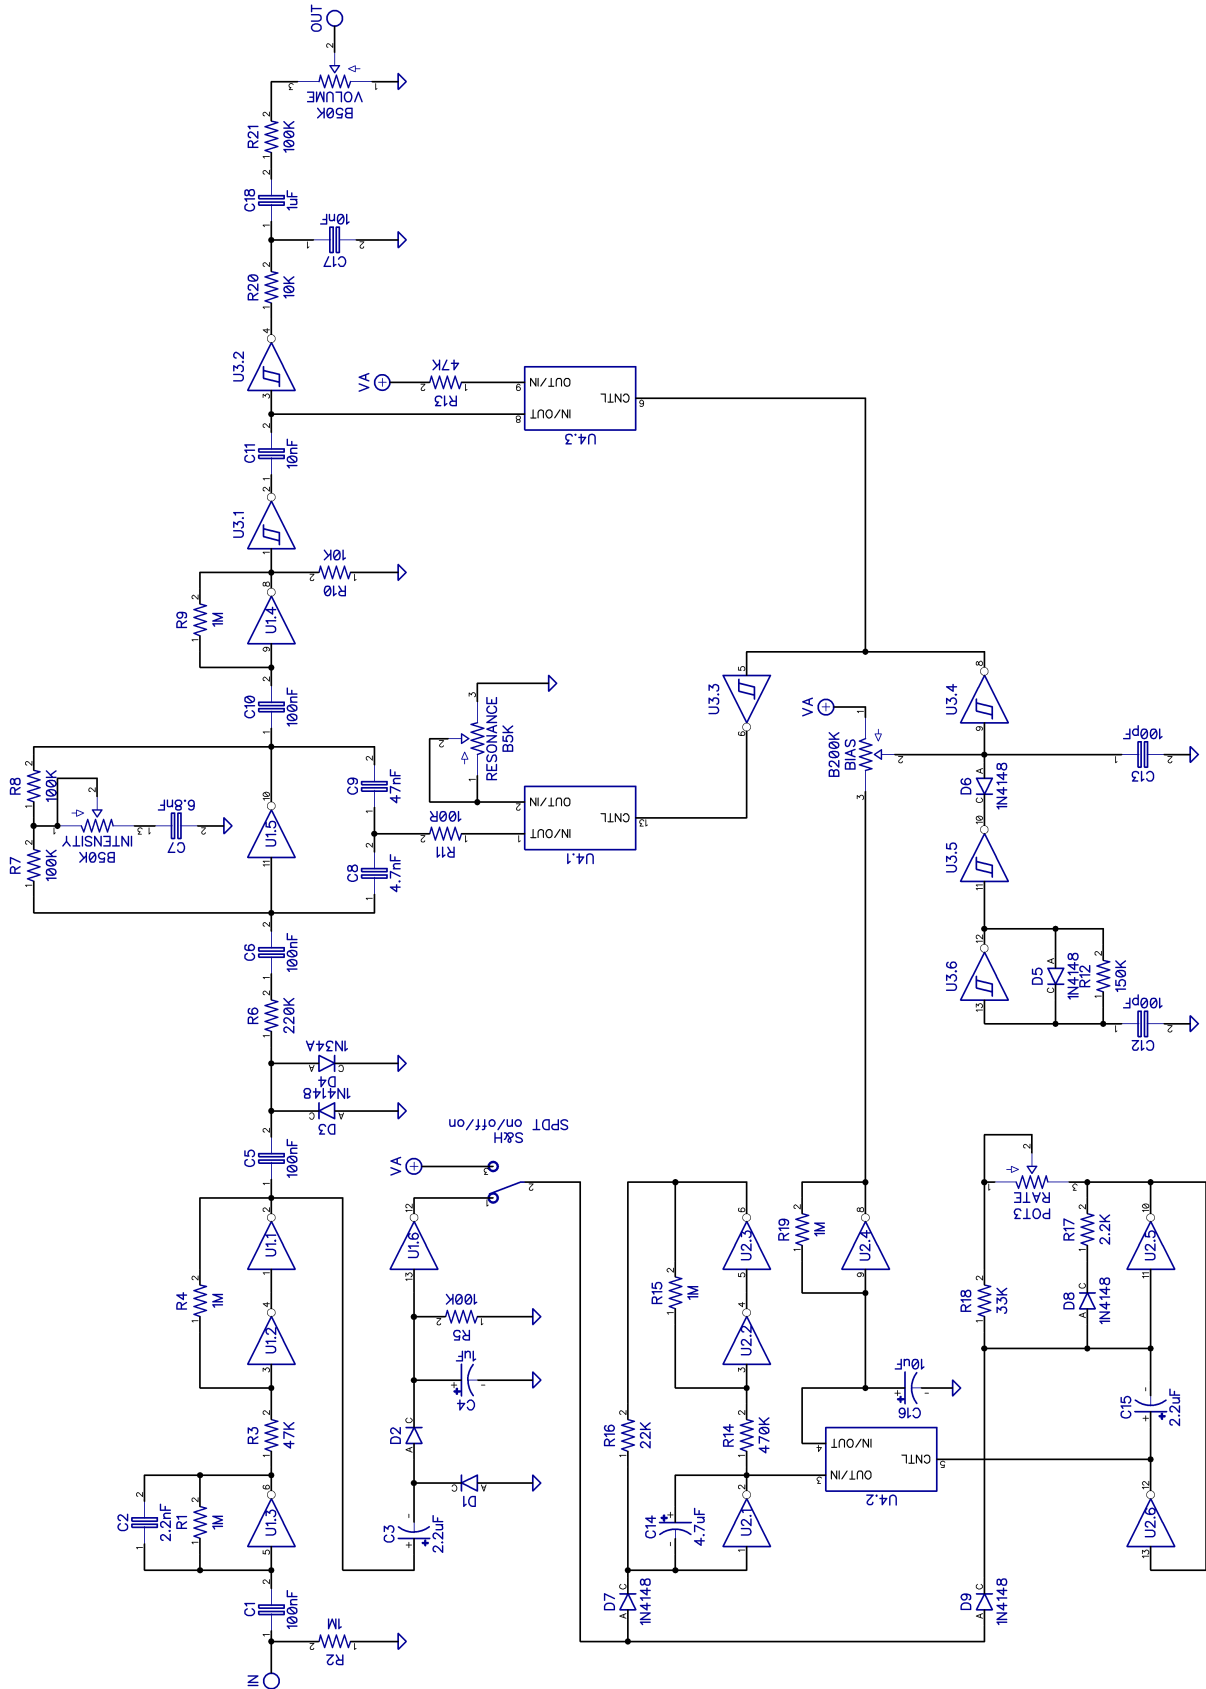 IN
R2
1M
C1
100nF
C2
2.2nF
R1
1M
U1.3
R3
47K
R4
1M
U1.2
U1.1
C5
100nF
D3
1N4148
D4
1N34A
R6
220K
C6
100nF
R7
100K
R8
100K
B50K
INTENSITY
C7
6.8nF
U1.5
C8
4.7nF
C9
47nF
R11
100R
C10
100nF
R9
1M
U1.4
R10
10K
U3.1
C11
10nF
U3.2
R20
10K
C17
10nF
C18
1uF
R21
100K
B50K
VOLUME
OUT
VA
R13
47K
IN/OUT
OUT/IN
CNTL
U4.3
RESONANCE
B5K
IN/OUT
OUT/IN
CNTL
U4.1
C3
2.2uF
D1
D2
C4
1uF
R5
100K
U1.6
VA
S&H
SPDT on/off/on
D7
1N4148
C14
4.7uF
U2.1
R16
22K
R14
470K
R15
1M
U2.2
U2.3
OUT/IN
IN/OUT
CNTL
U4.2
C16
10uF
R19
1M
U2.4
VA
B200K
BIAS
U3.3
U3.4
D6
1N4148
C13
100pF
U3.5
U3.6
D5
1N4148
R12
150K
C12
100pF
D9
1N4148
R18
33K
POT3
RATE
D8
1N4148
R17
2.2K
U2.5
C15
2.2uF
U2.6